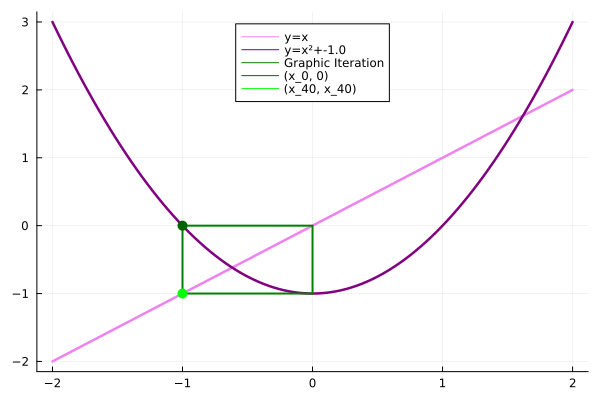 y=x
y=x²+-1.0
Graphic Iteration
(x_0, 0)
(x_40, x_40)
3
2
1
0
−1
−2
−2
−1
0
1
2